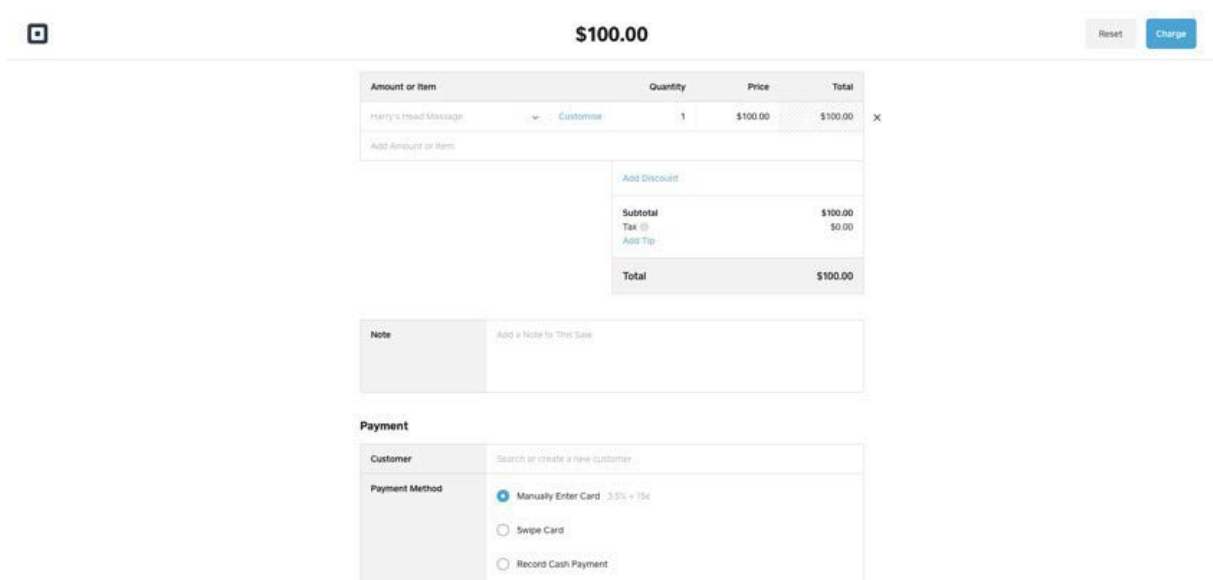 $100.00
Reset
Charge
Amount or Item Quantity Price Total
Harry's Head Massage Customise 1 $100.00 $100.00
Add Amount or Item
Add Discount
Subtotal $100.00
Tax $0.00
Add Tip
Total $100.00
Note Add a Note to This Sale
Payment
Customer Search or create a new customer
Payment Method Manually Enter Card 3.5% + 15¢
Swipe Card
Record Cash Payment